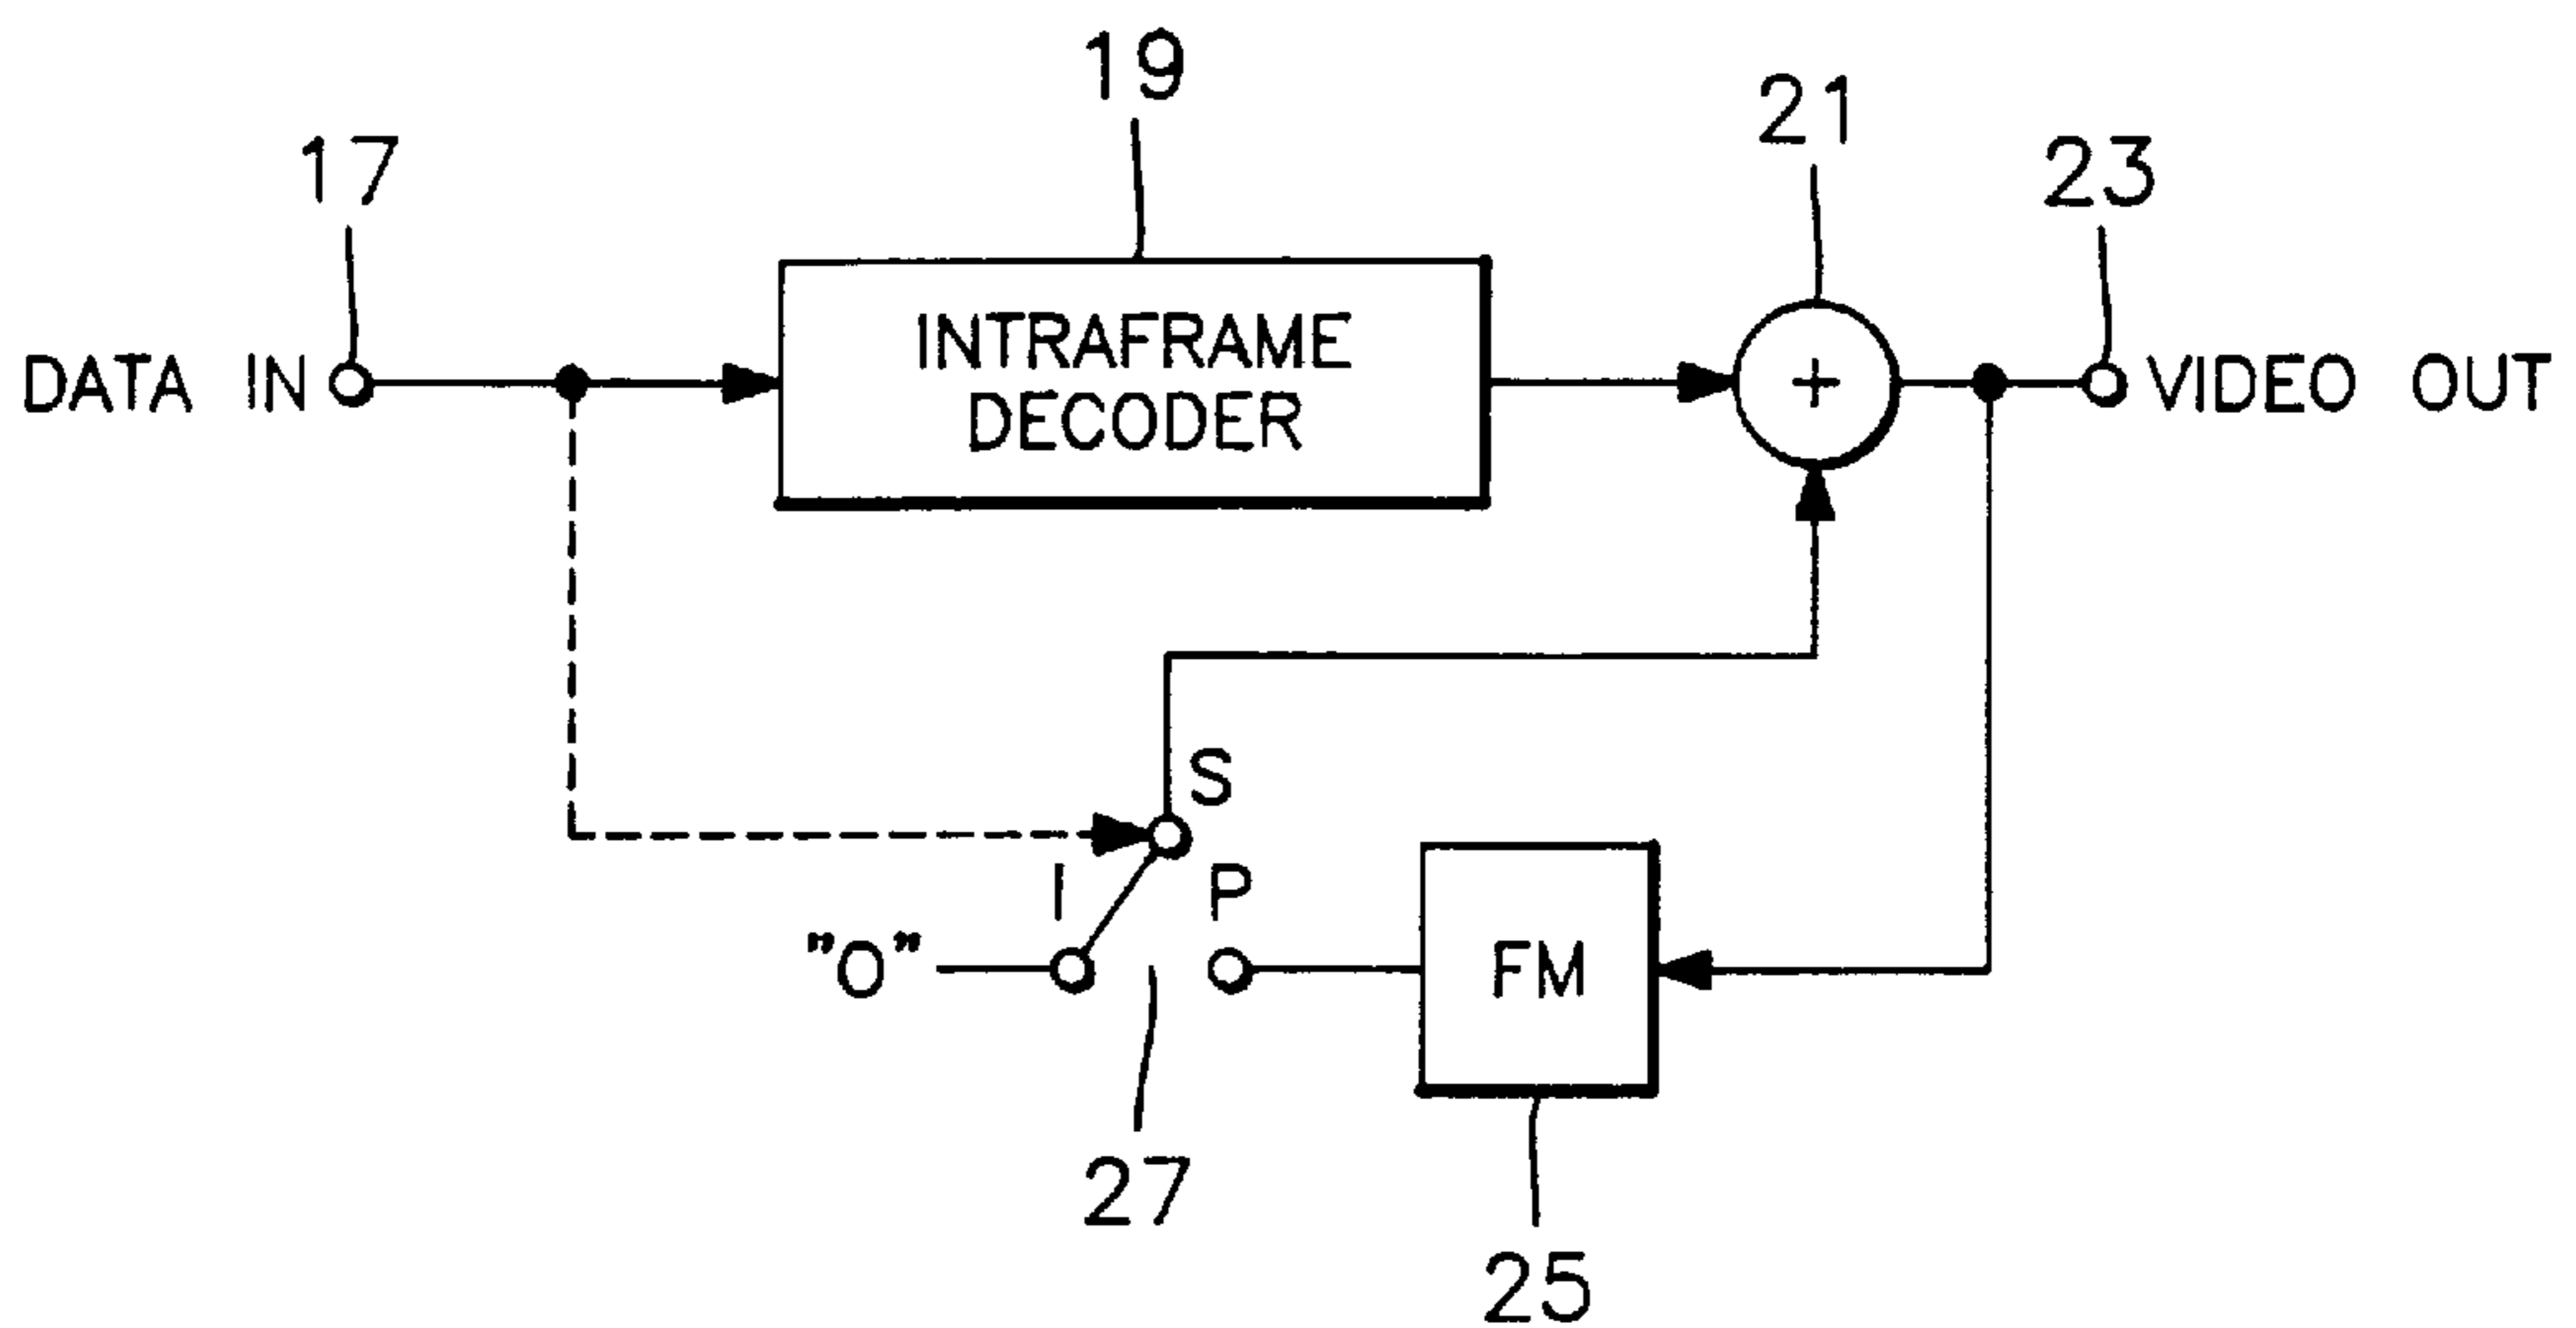 19
21
17
23
INTRAFRAME
DECODER
+
DATA IN
VIDEO OUT
S
I
P
"0"
FM
27
25